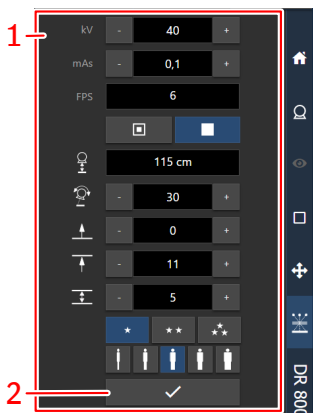 1
kV - 40 +
mAs - 0,1 +
FPS 6
115 cm
- 30 +
- 0 +
- 11 +
- 5 +
2
DR 800